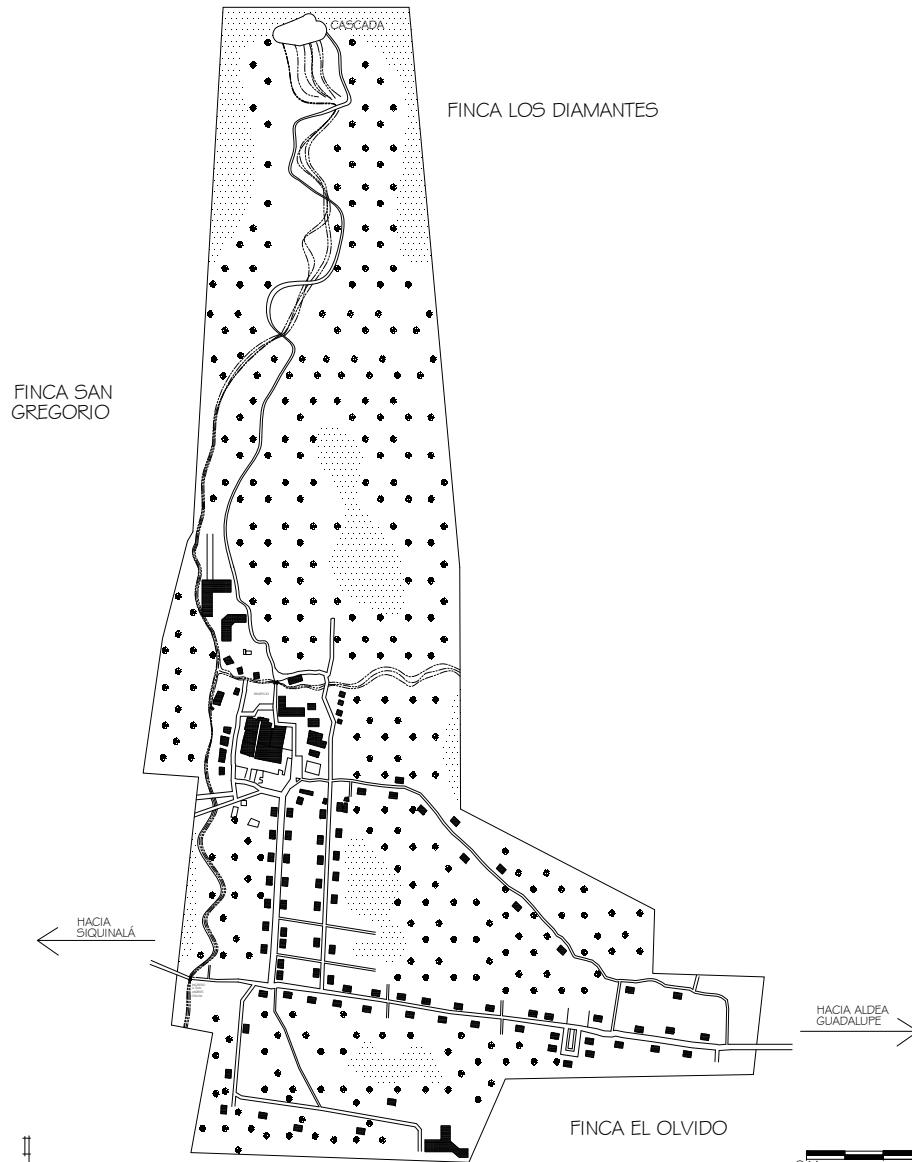 CASCADA
FINCA LOS DIAMANTES
FINCA SAN
GREGORIO
HACIA
SIQUINALÁ
HACIA ALDEA
GUADALUPE
FINCA EL OLVIDO